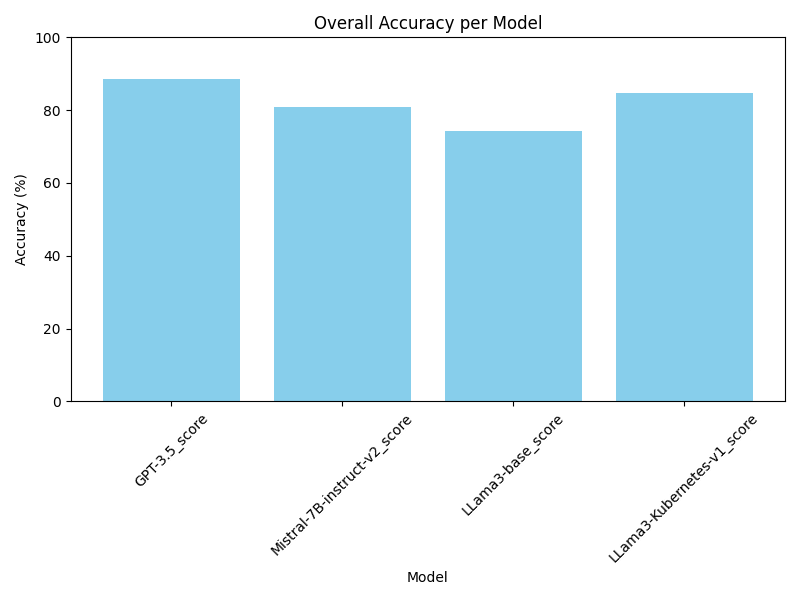 Overall Accuracy per Model
100
80
60
40
20
0
Accuracy (%)
GPT-3.5_score
Mistral-7B-instruct-v2_score
LLama3-base_score
LLama3-Kubernetes-v1_score
Model